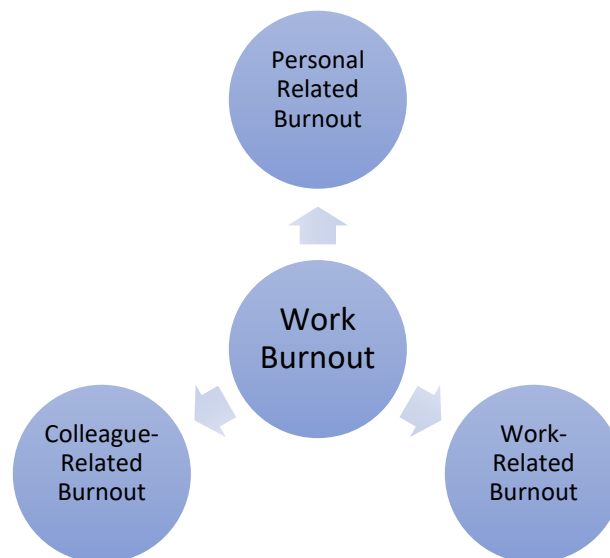 Personal
Related
Burnout
Work
Burnout
Colleague-
Related
Burnout
Work-
Related
Burnout